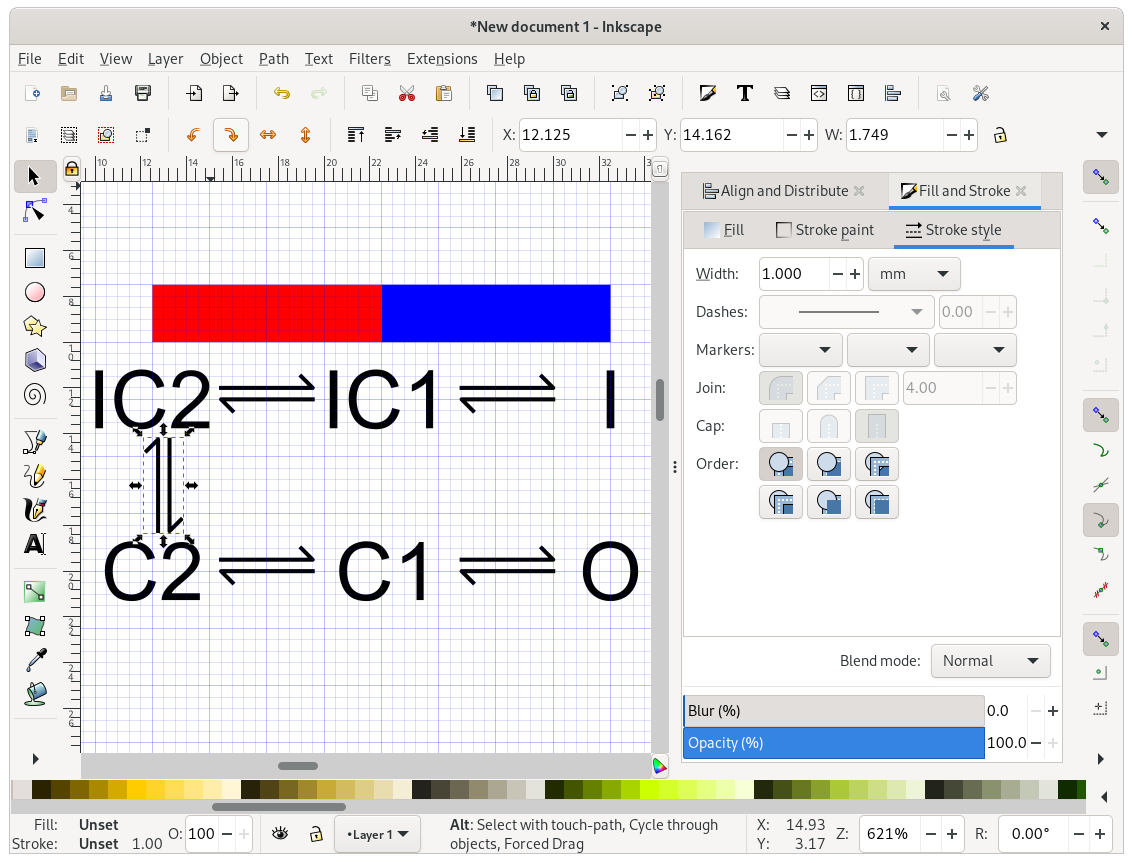 *New document 1 - Inkscape
File Edit View Layer Object Path Text Filters Extensions Help
X: 12.125 Y: 14.162 W: 1.749
10 12 14 16 18 20 22 24 26 28 30 32
Align and Distribute Fill and Stroke
Fill Stroke paint Stroke style
Width: 1.000 mm
Dashes: 0.00
Markers:
Join: 4.00
Cap:
Order:
IC2 IC1 I
C2 C1 O
Blend mode: Normal
Blur (%) 0.0
Opacity (%) 100.0
Fill: Unset
Stroke: Unset 1.00
O: 100
•Layer 1
Alt: Select with touch-path, Cycle through
objects, Forced Drag
X: 14.93
Y: 3.17
Z: 621%
R: 0.00°